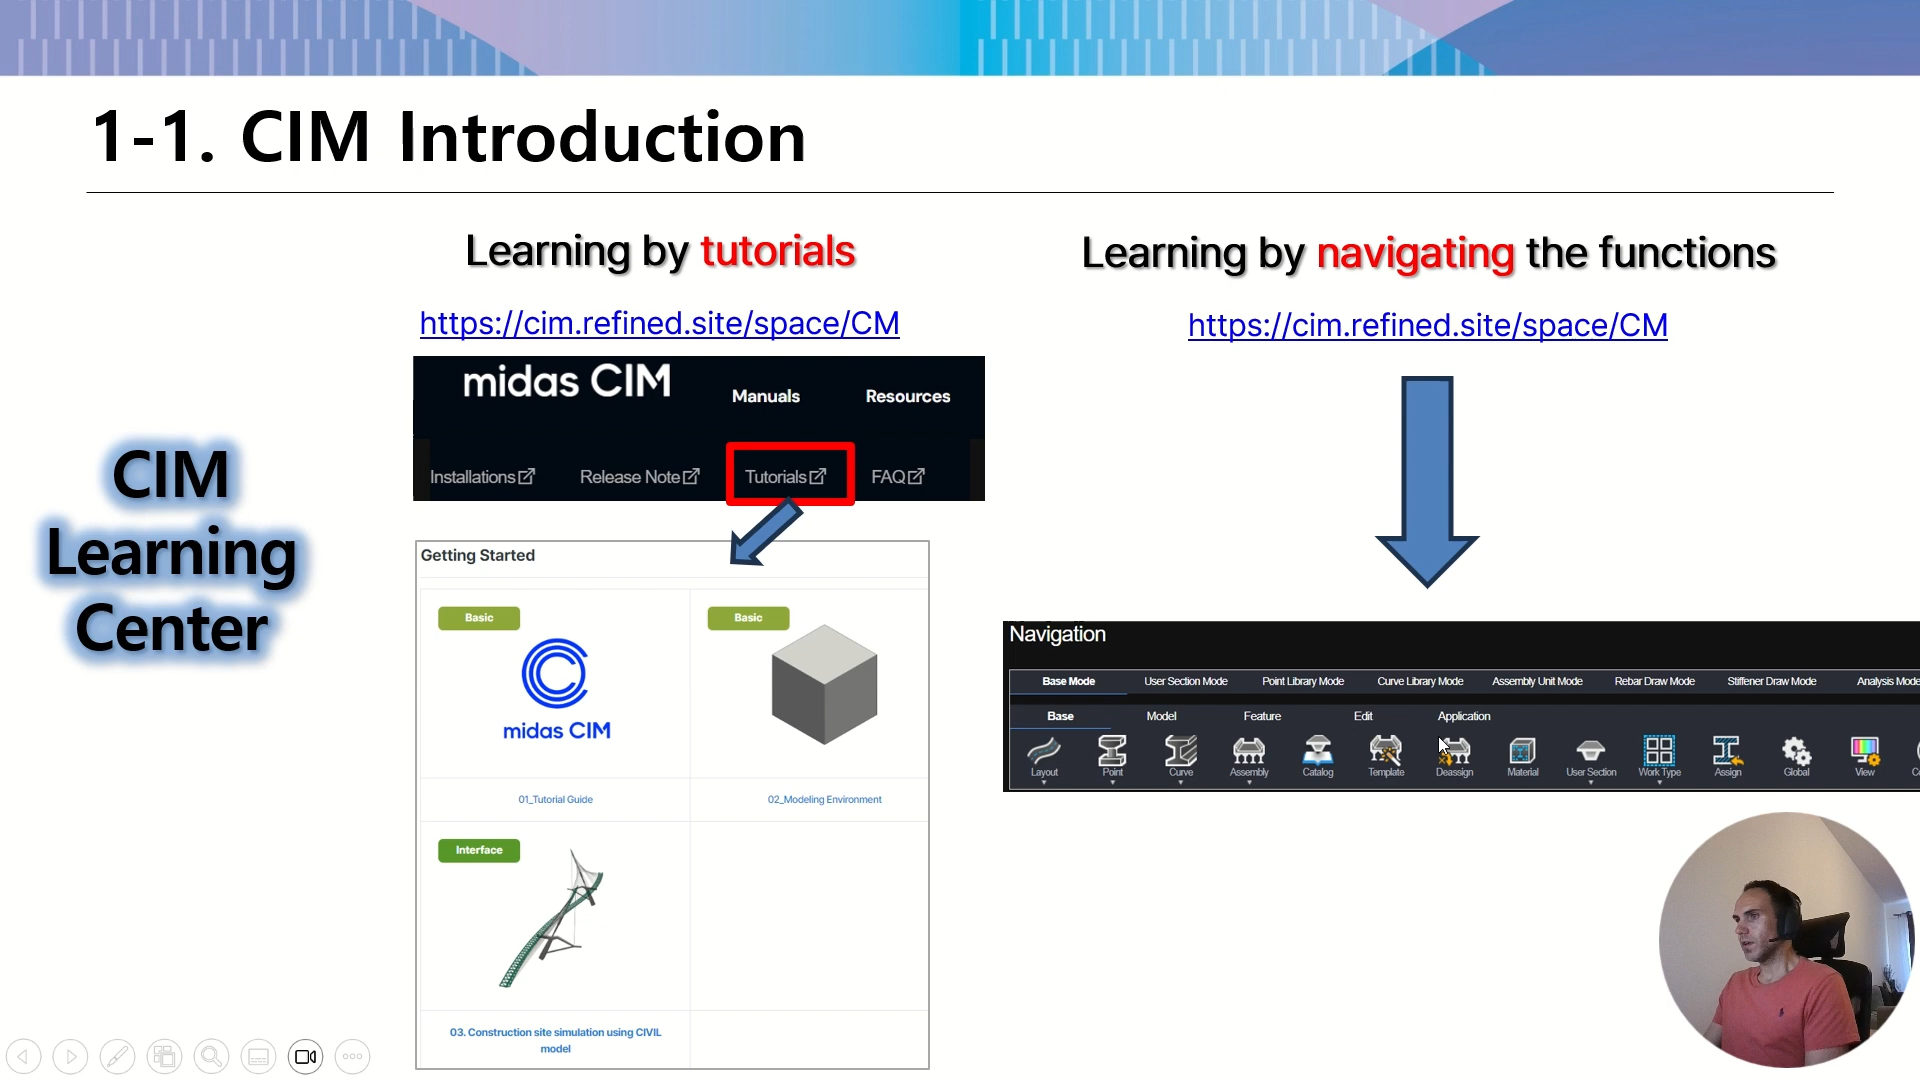 1-1. CIM Introduction
Learning by tutorials
https://cim.refined.site/space/CM
midas CIM
Manuals
Resources
Installations
Release Note
Tutorials
FAQ
Getting Started
Basic
midas CIM
01_Tutorial Guide
Basic
02_Modeling Environment
Interface
03. Construction site simulation using CIVIL
model
CIM
Learning
Center
Learning by navigating the functions
https://cim.refined.site/space/CM
Navigation
Base Mode
User Section Mode
Point Library Mode
Curve Library Mode
Assembly Unit Mode
Rebar Draw Mode
Stiffener Draw Mode
Analysis Mode
Base
Model
Feature
Edit
Application
Layout
Point
Curve
Assembly
Catalog
Template
Deassign
Material
User Section
Work Type
Assign
Global
View